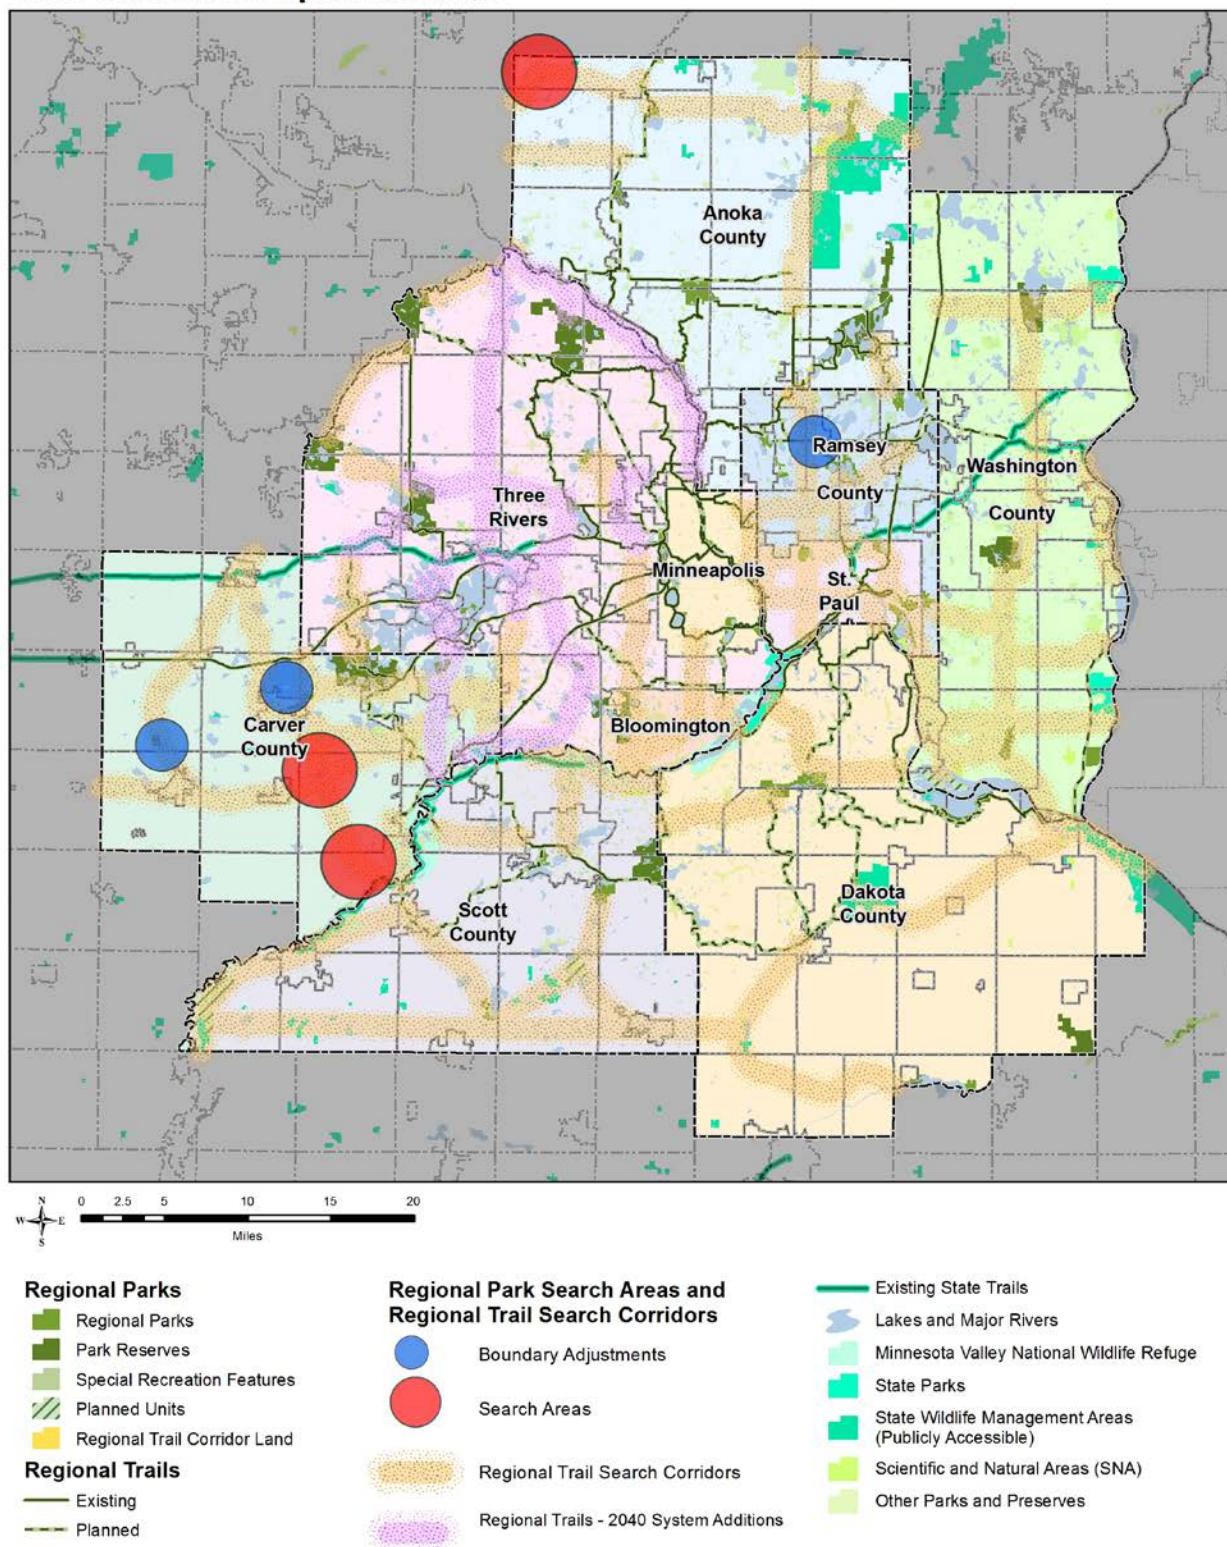 Anoka
County
Ramsey
County
Washington
County
Three
Rivers
Minneapolis
St.
Paul
Carver
County
Bloomington
Scott
County
Dakota
County
N
W E
S
0 2.5 5 10 15 20
Miles
Regional Parks
Regional Parks
Park Reserves
Special Recreation Features
Planned Units
Regional Trail Corridor Land
Regional Trails
Existing
Planned
Regional Park Search Areas and
Regional Trail Search Corridors
Boundary Adjustments
Search Areas
Regional Trail Search Corridors
Regional Trails - 2040 System Additions
Existing State Trails
Lakes and Major Rivers
Minnesota Valley National Wildlife Refuge
State Parks
State Wildlife Management Areas
(Publicly Accessible)
Scientific and Natural Areas (SNA)
Other Parks and Preserves